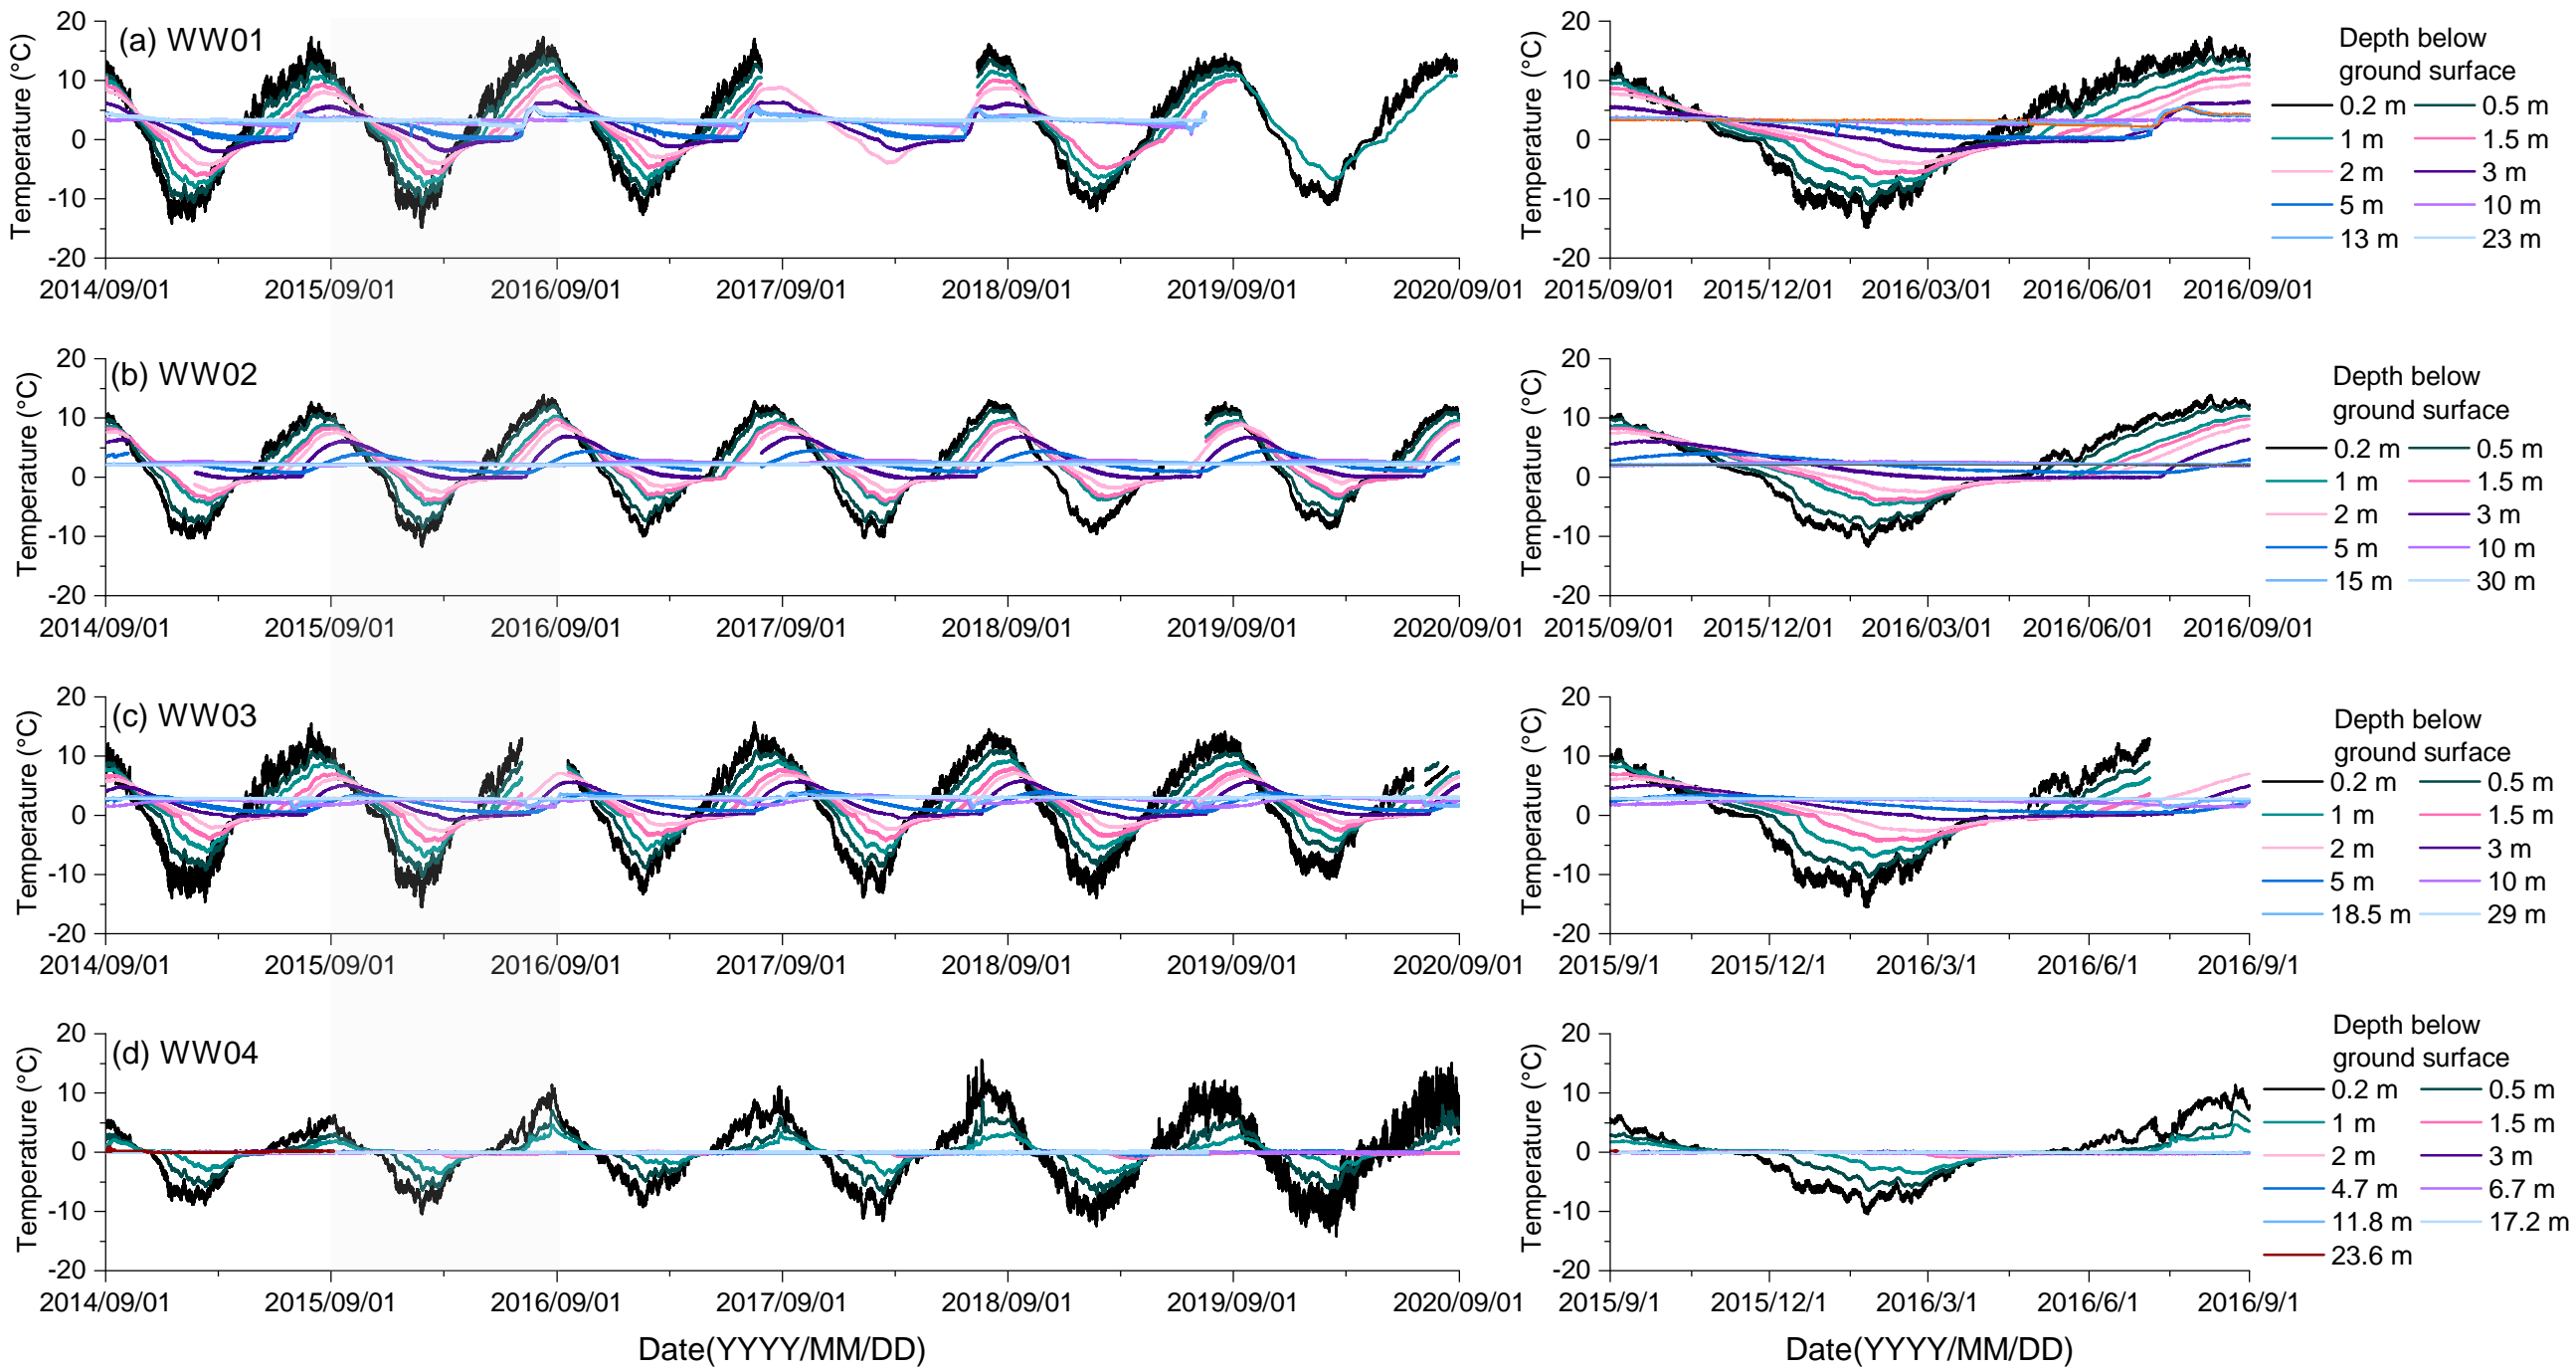 (a) WW01
Temperature (°C)
20
10
0
-10
-20
2014/09/01
2015/09/01
2016/09/01
2017/09/01
2018/09/01
2019/09/01
2020/09/01
Temperature (°C)
20
10
0
-10
-20
2015/09/01
2015/12/01
2016/03/01
2016/06/01
2016/09/01
Depth below
ground surface
0.2 m
0.5 m
1 m
1.5 m
2 m
3 m
5 m
10 m
13 m
23 m
(b) WW02
Temperature (°C)
20
10
0
-10
-20
2014/09/01
2015/09/01
2016/09/01
2017/09/01
2018/09/01
2019/09/01
2020/09/01
Temperature (°C)
20
10
0
-10
-20
2015/09/01
2015/12/01
2016/03/01
2016/06/01
2016/09/01
Depth below
ground surface
0.2 m
0.5 m
1 m
1.5 m
2 m
3 m
5 m
10 m
15 m
30 m
(c) WW03
Temperature (°C)
20
10
0
-10
-20
2014/09/01
2015/09/01
2016/09/01
2017/09/01
2018/09/01
2019/09/01
2020/09/01
Temperature (°C)
20
10
0
-10
-20
2015/9/1
2015/12/1
2016/3/1
2016/6/1
2016/9/1
Depth below
ground surface
0.2 m
0.5 m
1 m
1.5 m
2 m
3 m
5 m
10 m
18.5 m
29 m
(d) WW04
Temperature (°C)
20
10
0
-10
-20
2014/09/01
2015/09/01
2016/09/01
2017/09/01
2018/09/01
2019/09/01
2020/09/01
Date(YYYY/MM/DD)
Temperature (°C)
20
10
0
-10
-20
2015/9/1
2015/12/1
2016/3/1
2016/6/1
2016/9/1
Date(YYYY/MM/DD)
Depth below
ground surface
0.2 m
0.5 m
1 m
1.5 m
2 m
3 m
4.7 m
6.7 m
11.8 m
17.2 m
23.6 m